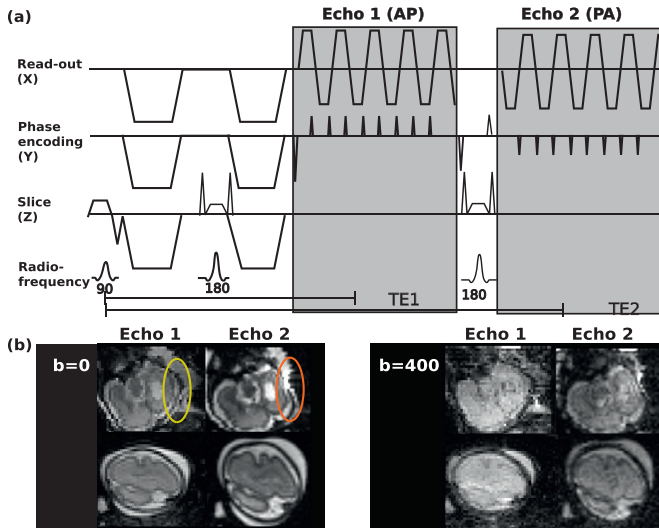 (a)
Echo 1 (AP) Echo 2 (PA)
Read-out
(X)
Phase
encoding
(Y)
Slice
(Z)
Radio-
frequency
90 180 180
TE1
TE2
(b)
Echo 1 Echo 2 Echo 1 Echo 2
b=0 b=400